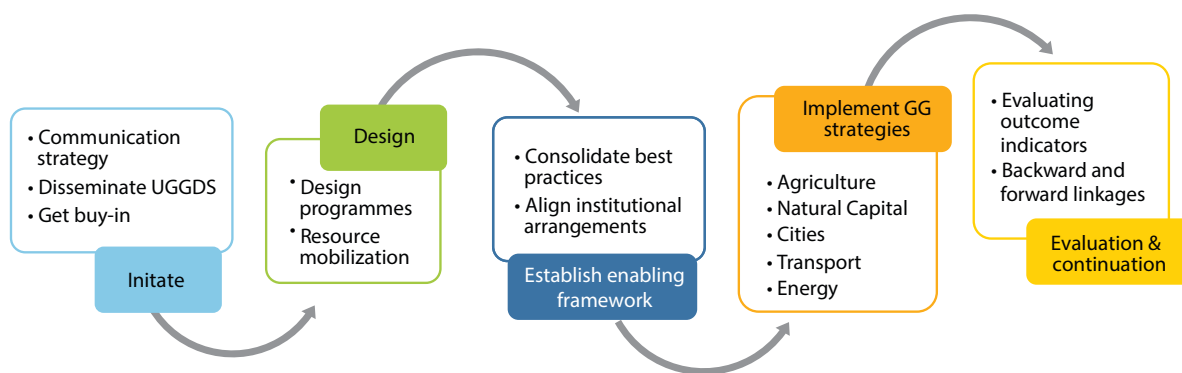 • Communication
strategy
• Disseminate UGGDS
• Get buy-in
Initate
Design
• Design
programmes
• Resource
mobilization
• Consolidate best
practices
• Align institutional
arrangements
Establish enabling
framework
Implement GG
strategies
• Agriculture
• Natural Capital
• Cities
• Transport
• Energy
• Evaluating
outcome
indicators
• Backward and
forward linkages
Evaluation &
continuation